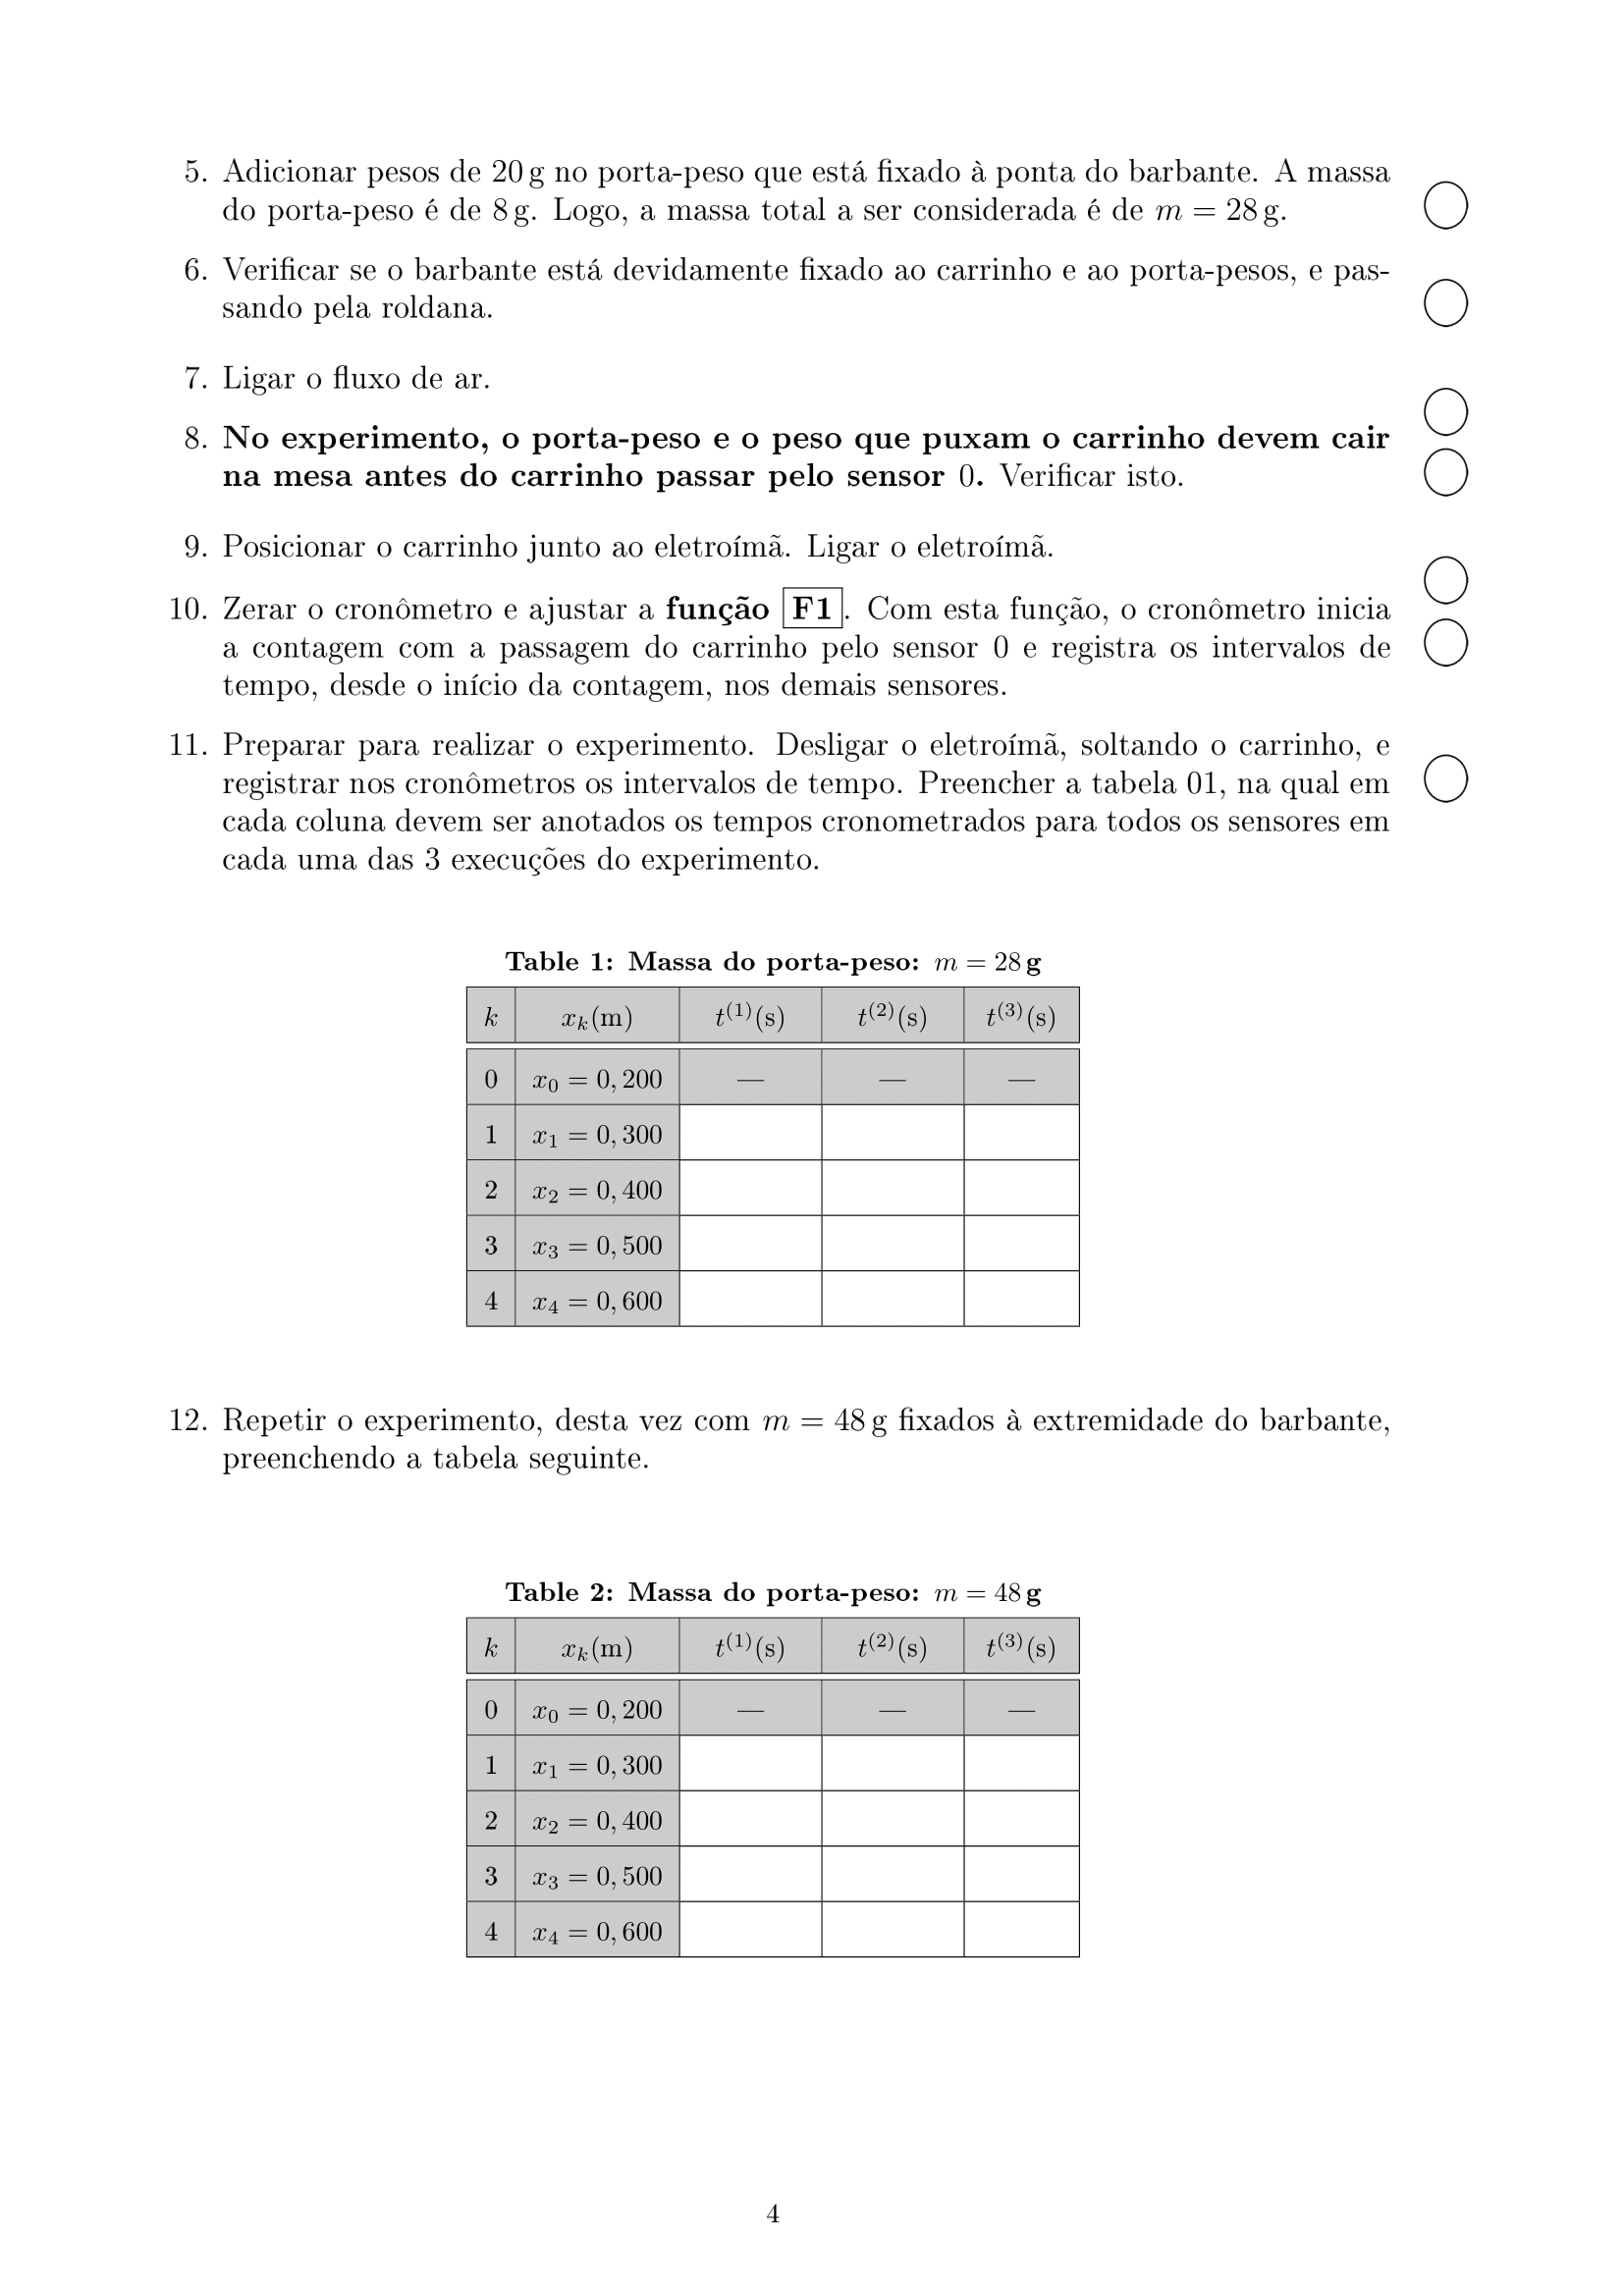 5. Adicionar pesos de 20 g no porta-peso que está fixado à ponta do barbante. A massa
do porta-peso é de 8 g. Logo, a massa total a ser considerada é de m = 28 g.
6. Verificar se o barbante está devidamente fixado ao carrinho e ao porta-pesos, e pas-
sando pela roldana.
7. Ligar o fluxo de ar.
8. No experimento, o porta-peso e o peso que puxam o carrinho devem cair
na mesa antes do carrinho passar pelo sensor 0. Verificar isto.
9. Posicionar o carrinho junto ao eletroímã. Ligar o eletroímã.
10. Zerar o cronômetro e ajustar a função F1. Com esta função, o cronômetro inicia
a contagem com a passagem do carrinho pelo sensor 0 e registra os intervalos de
tempo, desde o início da contagem, nos demais sensores.
11. Preparar para realizar o experimento. Desligar o eletroímã, soltando o carrinho, e
registrar nos cronômetros os intervalos de tempo. Preencher a tabela 01, na qual em
cada coluna devem ser anotados os tempos cronometrados para todos os sensores em
cada uma das 3 execuções do experimento.
Table 1: Massa do porta-peso: m = 28 g
k x_k(m) t^(1)(s) t^(2)(s) t^(3)(s)
0 x_0 = 0, 200 — — —
1 x_1 = 0, 300
2 x_2 = 0, 400
3 x_3 = 0, 500
4 x_4 = 0, 600
12. Repetir o experimento, desta vez com m = 48 g fixados à extremidade do barbante,
preenchendo a tabela seguinte.
Table 2: Massa do porta-peso: m = 48 g
k x_k(m) t^(1)(s) t^(2)(s) t^(3)(s)
0 x_0 = 0, 200 — — —
1 x_1 = 0, 300
2 x_2 = 0, 400
3 x_3 = 0, 500
4 x_4 = 0, 600
4